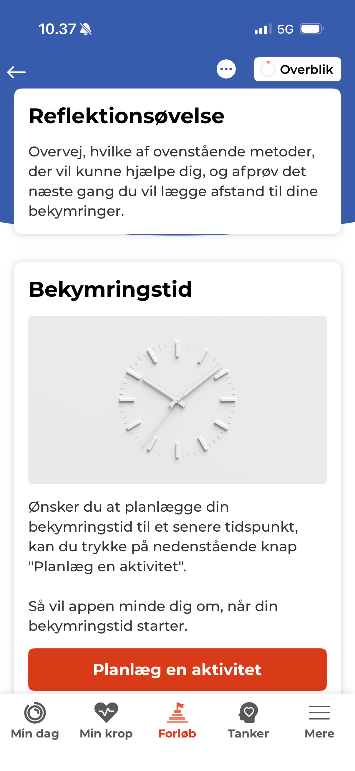 10.37
5G
Overblik
Reflektionsøvelse
Overvej, hvilke af ovenstående metoder,
der vil kunne hjælpe dig, og afprøv det
næste gang du vil lægge afstand til dine
bekymringer.
Bekymringstid
Ønsker du at planlægge din
bekymringstid til et senere tidspunkt,
kan du trykke på nedenstående knap
"Planlæg en aktivitet".
Så vil appen minde dig om, når din
bekymringstid starter.
Planlæg en aktivitet
Min dag
Min krop
Forløb
Tanker
Mere